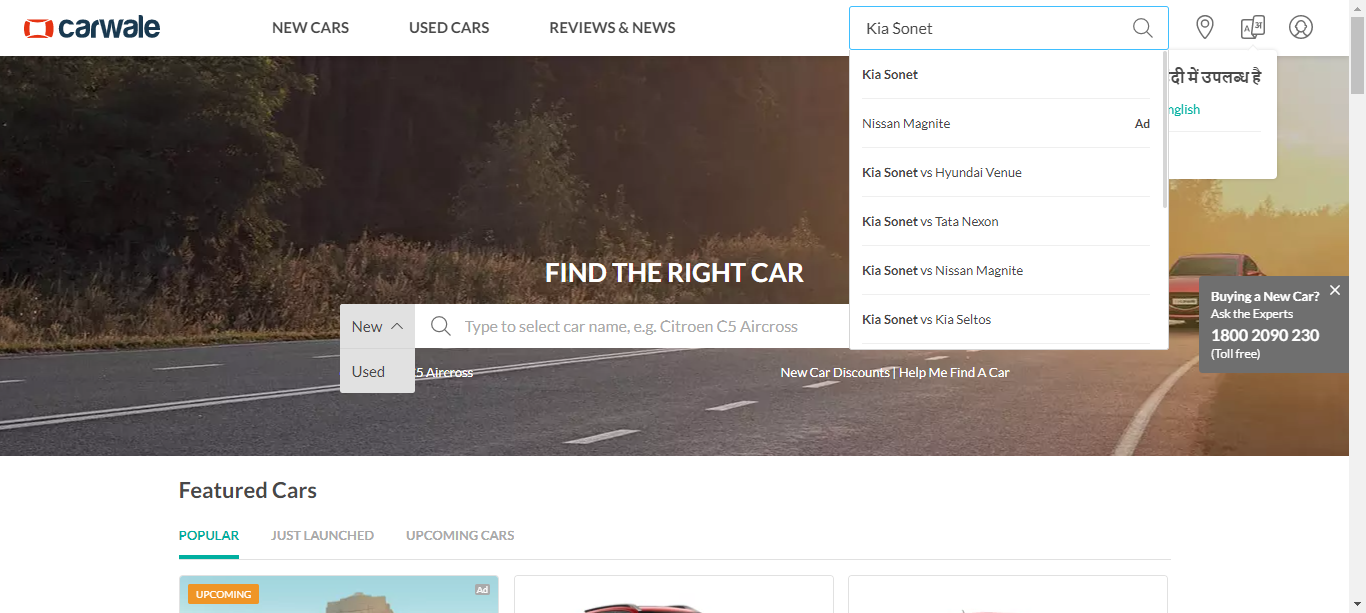 carwale
NEW CARS
USED CARS
REVIEWS & NEWS
Kia Sonet
Kia Sonet
Nissan Magnite Ad
Kia Sonet vs Hyundai Venue
Kia Sonet vs Tata Nexon
Kia Sonet vs Nissan Magnite
Kia Sonet vs Kia Seltos
में उपलब्ध है
FIND THE RIGHT CAR
New
Type to select car name, e.g. Citroen C5 Aircross
Used
5 Aircross
New Car Discounts | Help Me Find A Car
Buying a New Car?
Ask the Experts
1800 2090 230
(Toll free)
Featured Cars
POPULAR
JUST LAUNCHED
UPCOMING CARS
UPCOMING
Ad